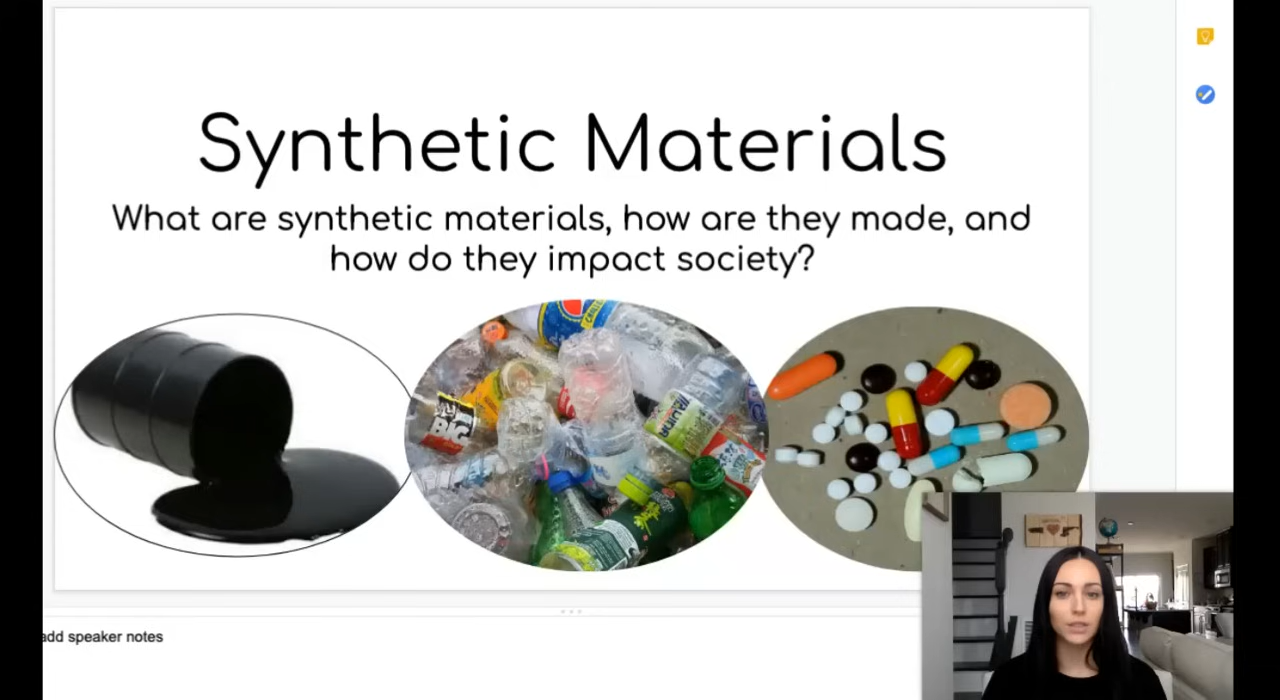 Synthetic Materials
What are synthetic materials, how are they made, and
how do they impact society?
BIG
add speaker notes